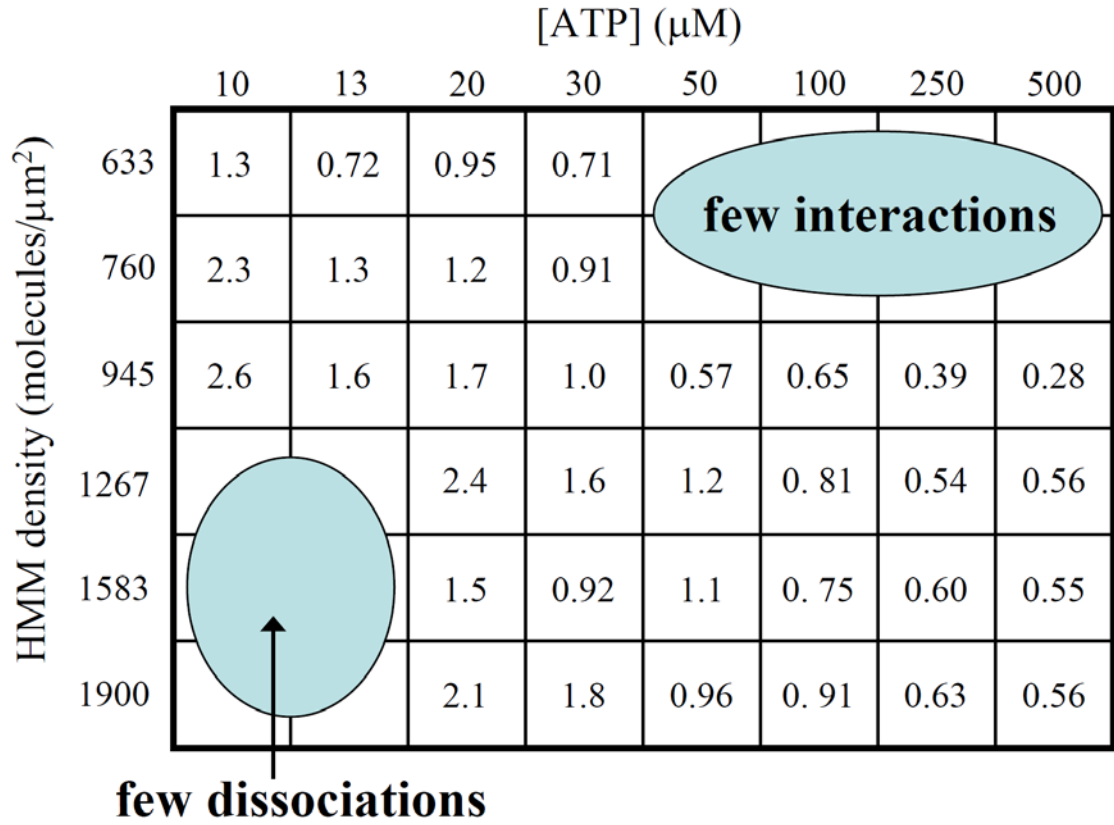 [ATP] (μM)
10 13 20 30 50 100 250 500
HMM density (molecules/μm²)
633 1.3 0.72 0.95 0.71
few interactions
760 2.3 1.3 1.2 0.91
945 2.6 1.6 1.7 1.0 0.57 0.65 0.39 0.28
1267 2.4 1.6 1.2 0. 81 0.54 0.56
1583 1.5 0.92 1.1 0. 75 0.60 0.55
1900 2.1 1.8 0.96 0. 91 0.63 0.56
few dissociations